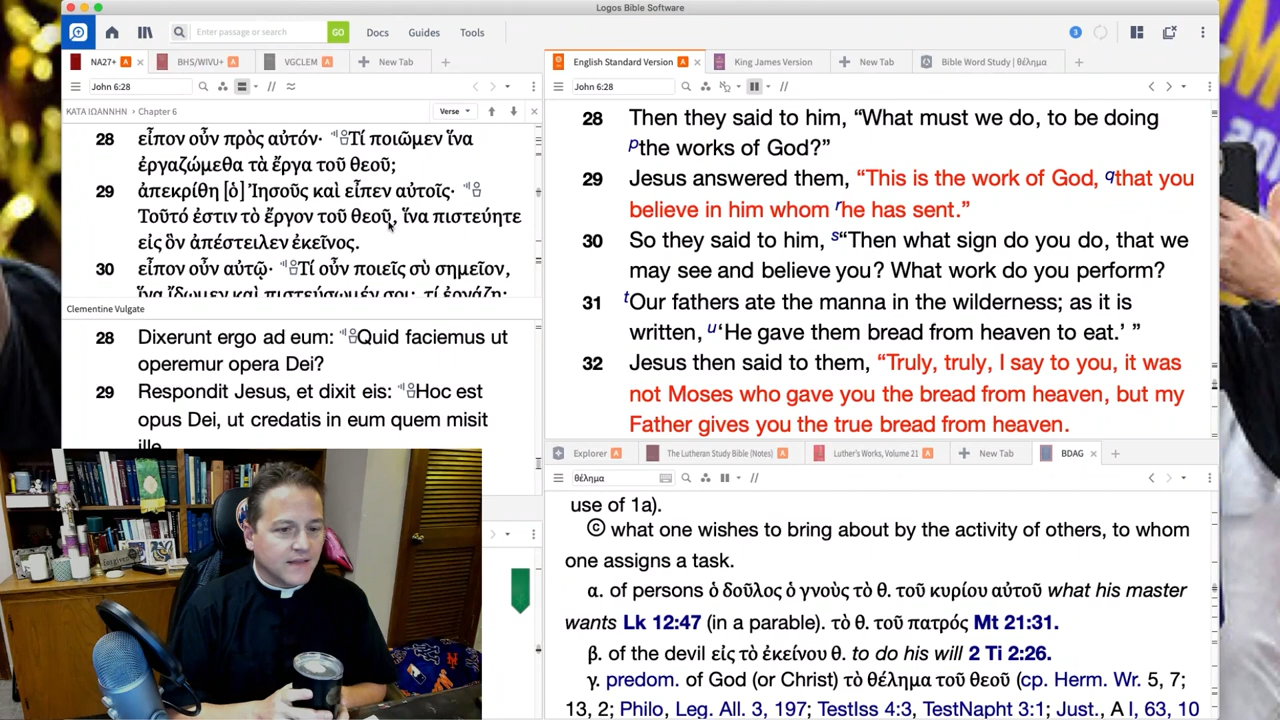 Logos Bible Software
Enter passage or search GO Docs Guides Tools 3
NA27+ A × BHS/WIVU+ A VGCLEM A + New Tab +
John 6:28
ΚΑΤΑ ΙΩΑΝΝΗΝ › Chapter 6 Verse
28 εἶπον οὖν πρὸς αὐτόν· Τί ποιῶμεν ἵνα
ἐργαζώμεθα τὰ ἔργα τοῦ θεοῦ;
29 ἀπεκρίθη [ὁ] Ἰησοῦς καὶ εἶπεν αὐτοῖς·
Τοῦτό ἐστιν τὸ ἔργον τοῦ θεοῦ, ἵνα πιστεύητε
εἰς ὃν ἀπέστειλεν ἐκεῖνος.
30 εἶπον οὖν αὐτῷ· Τί οὖν ποιεῖς σὺ σημεῖον,
ἵνα ἴδωμεν καὶ πιστεύσωμέν σοι; τί ἐργάζῃ;
Clementine Vulgate
28 Dixerunt ergo ad eum: Quid faciemus ut
operemur opera Dei?
29 Respondit Jesus, et dixit eis: Hoc est
opus Dei, ut credatis in eum quem misit
ille.
English Standard Version A × King James Version + New Tab Bible Word Study | θέλημα +
John 6:28
28 Then they said to him, “What must we do, to be doing
p the works of God?”
29 Jesus answered them, “This is the work of God, q that you
believe in him whom r he has sent.”
30 So they said to him, s “Then what sign do you do, that we
may see and believe you? What work do you perform?
31 t Our fathers ate the manna in the wilderness; as it is
written, u ‘He gave them bread from heaven to eat.’ ”
32 Jesus then said to them, “Truly, truly, I say to you, it was
not Moses who gave you the bread from heaven, but my
Father gives you the true bread from heaven.
Explorer A The Lutheran Study Bible (Notes) A Luther's Works, Volume 21 A + New Tab BDAG × +
θέλημα
use of 1a).
ⓒ what one wishes to bring about by the activity of others, to whom
one assigns a task.
α. of persons ὁ δοῦλος ὁ γνοὺς τὸ θ. τοῦ κυρίου αὐτοῦ what his master
wants Lk 12:47 (in a parable). τὸ θ. τοῦ πατρός Mt 21:31.
β. of the devil εἰς τὸ ἐκείνου θ. to do his will 2 Ti 2:26.
γ. predom. of God (or Christ) τὸ θέλημα τοῦ θεοῦ (cp. Herm. Wr. 5, 7;
13, 2; Philo, Leg. All. 3, 197; TestIss 4:3, TestNapht 3:1; Just., A I, 63, 10